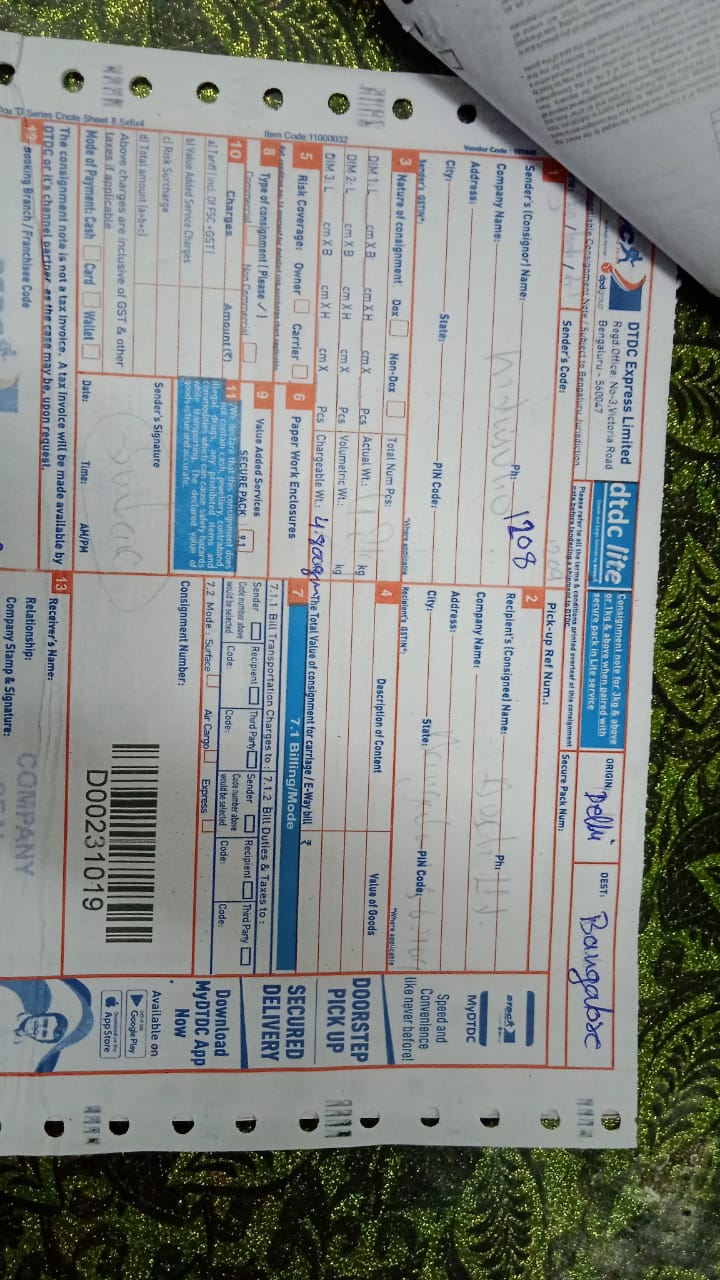 DTDC Express Limited
Regd Office: No-3, Victoria Road
Bengaluru - 560047
dpdgroup
dtdc lite
Consignment note for 3kg & above
or 1kg & above when paired with
secure pack in Lite service
ORIGIN: Delhi
DEST: Bangalore
Non Negotiable Consignment Note / Subject to Bengaluru Jurisdiction
Please refer to all the terms & conditions printed overleaf of this consignment
note before tendering a shipment to DTDC
Sender's Code:
Pick-up Ref Num.:
Secure Pack Num:
1
Sender's (Consignor) Name:
Ph: 1208
Company Name:
Address:
City:
State:
PIN Code:
Sender's GSTIN*:
*Where applicable
2
Recipient's (Consignee) Name:
Ph:
Company Name:
Address:
City:
State:
PIN Code:
Recipient's GSTIN*:
*Where applicable
3 Nature of consignment: Dox Non-Dox Total Num Pcs:
DIM 1: L cm X B cm X H cm X Pcs Actual Wt.: kg
DIM 2: L cm X B cm X H cm X Pcs Volumetric Wt.: kg
DIM 3: L cm X B cm X H cm X Pcs Chargeable Wt.: 4800gm
4 Description of Content Value of Goods
The Total Value of consignment for carriage / E-Way bill ₹
5 Risk Coverage: Owner Carrier
6 Paper Work Enclosures
7 7.1 Billing/Mode
7.1.1 Bill Transportation Charges to : 7.1.2 Bill Duties & Taxes to :
Sender Recipient Third Party Sender Recipient Third Party
Code number above
would be selected
Code: Code:
Code number above
would be selected
Code: Code:
7.2 Mode : Surface Air Cargo Express
8 Type of consignment (Please ✓)
Commercial Non Commercial
9 Value Added Services
SECURE PACK 9.1
10 Charges Amount (₹)
a) Tariff (incl. Of FSC +GST)
b) Value Added Service Charges
c) Risk Surcharge
d) Total amount (a+b+c)
Above charges are inclusive of GST & other
taxes if applicable
Mode of Payment: Cash Card Wallet
11 We declare that this consignment does
not contain cash, jewellery, contraband,
illegal drugs, any prohibited items and
commodities which can cause safety hazards
while transporting. The declared value of
goods is true and accurate.
Sender's Signature
Date: Time: AM/PM
Consignment Number:
D00231019
The consignment note is not a tax invoice. A tax invoice will be made available by
DTDC or it's channel partner as the case may be, upon request.
12 Booking Branch / Franchisee Code
13 Receiver's Name:
Relationship:
Company Stamp & Signature:
COMPANY
MyDTDC
Speed and
Convenience
like never before!
DOORSTEP
PICK UP
SECURED
DELIVERY
Download
MyDTDC App
Now
Available on
Google Play
App Store
Item Code: 11000032